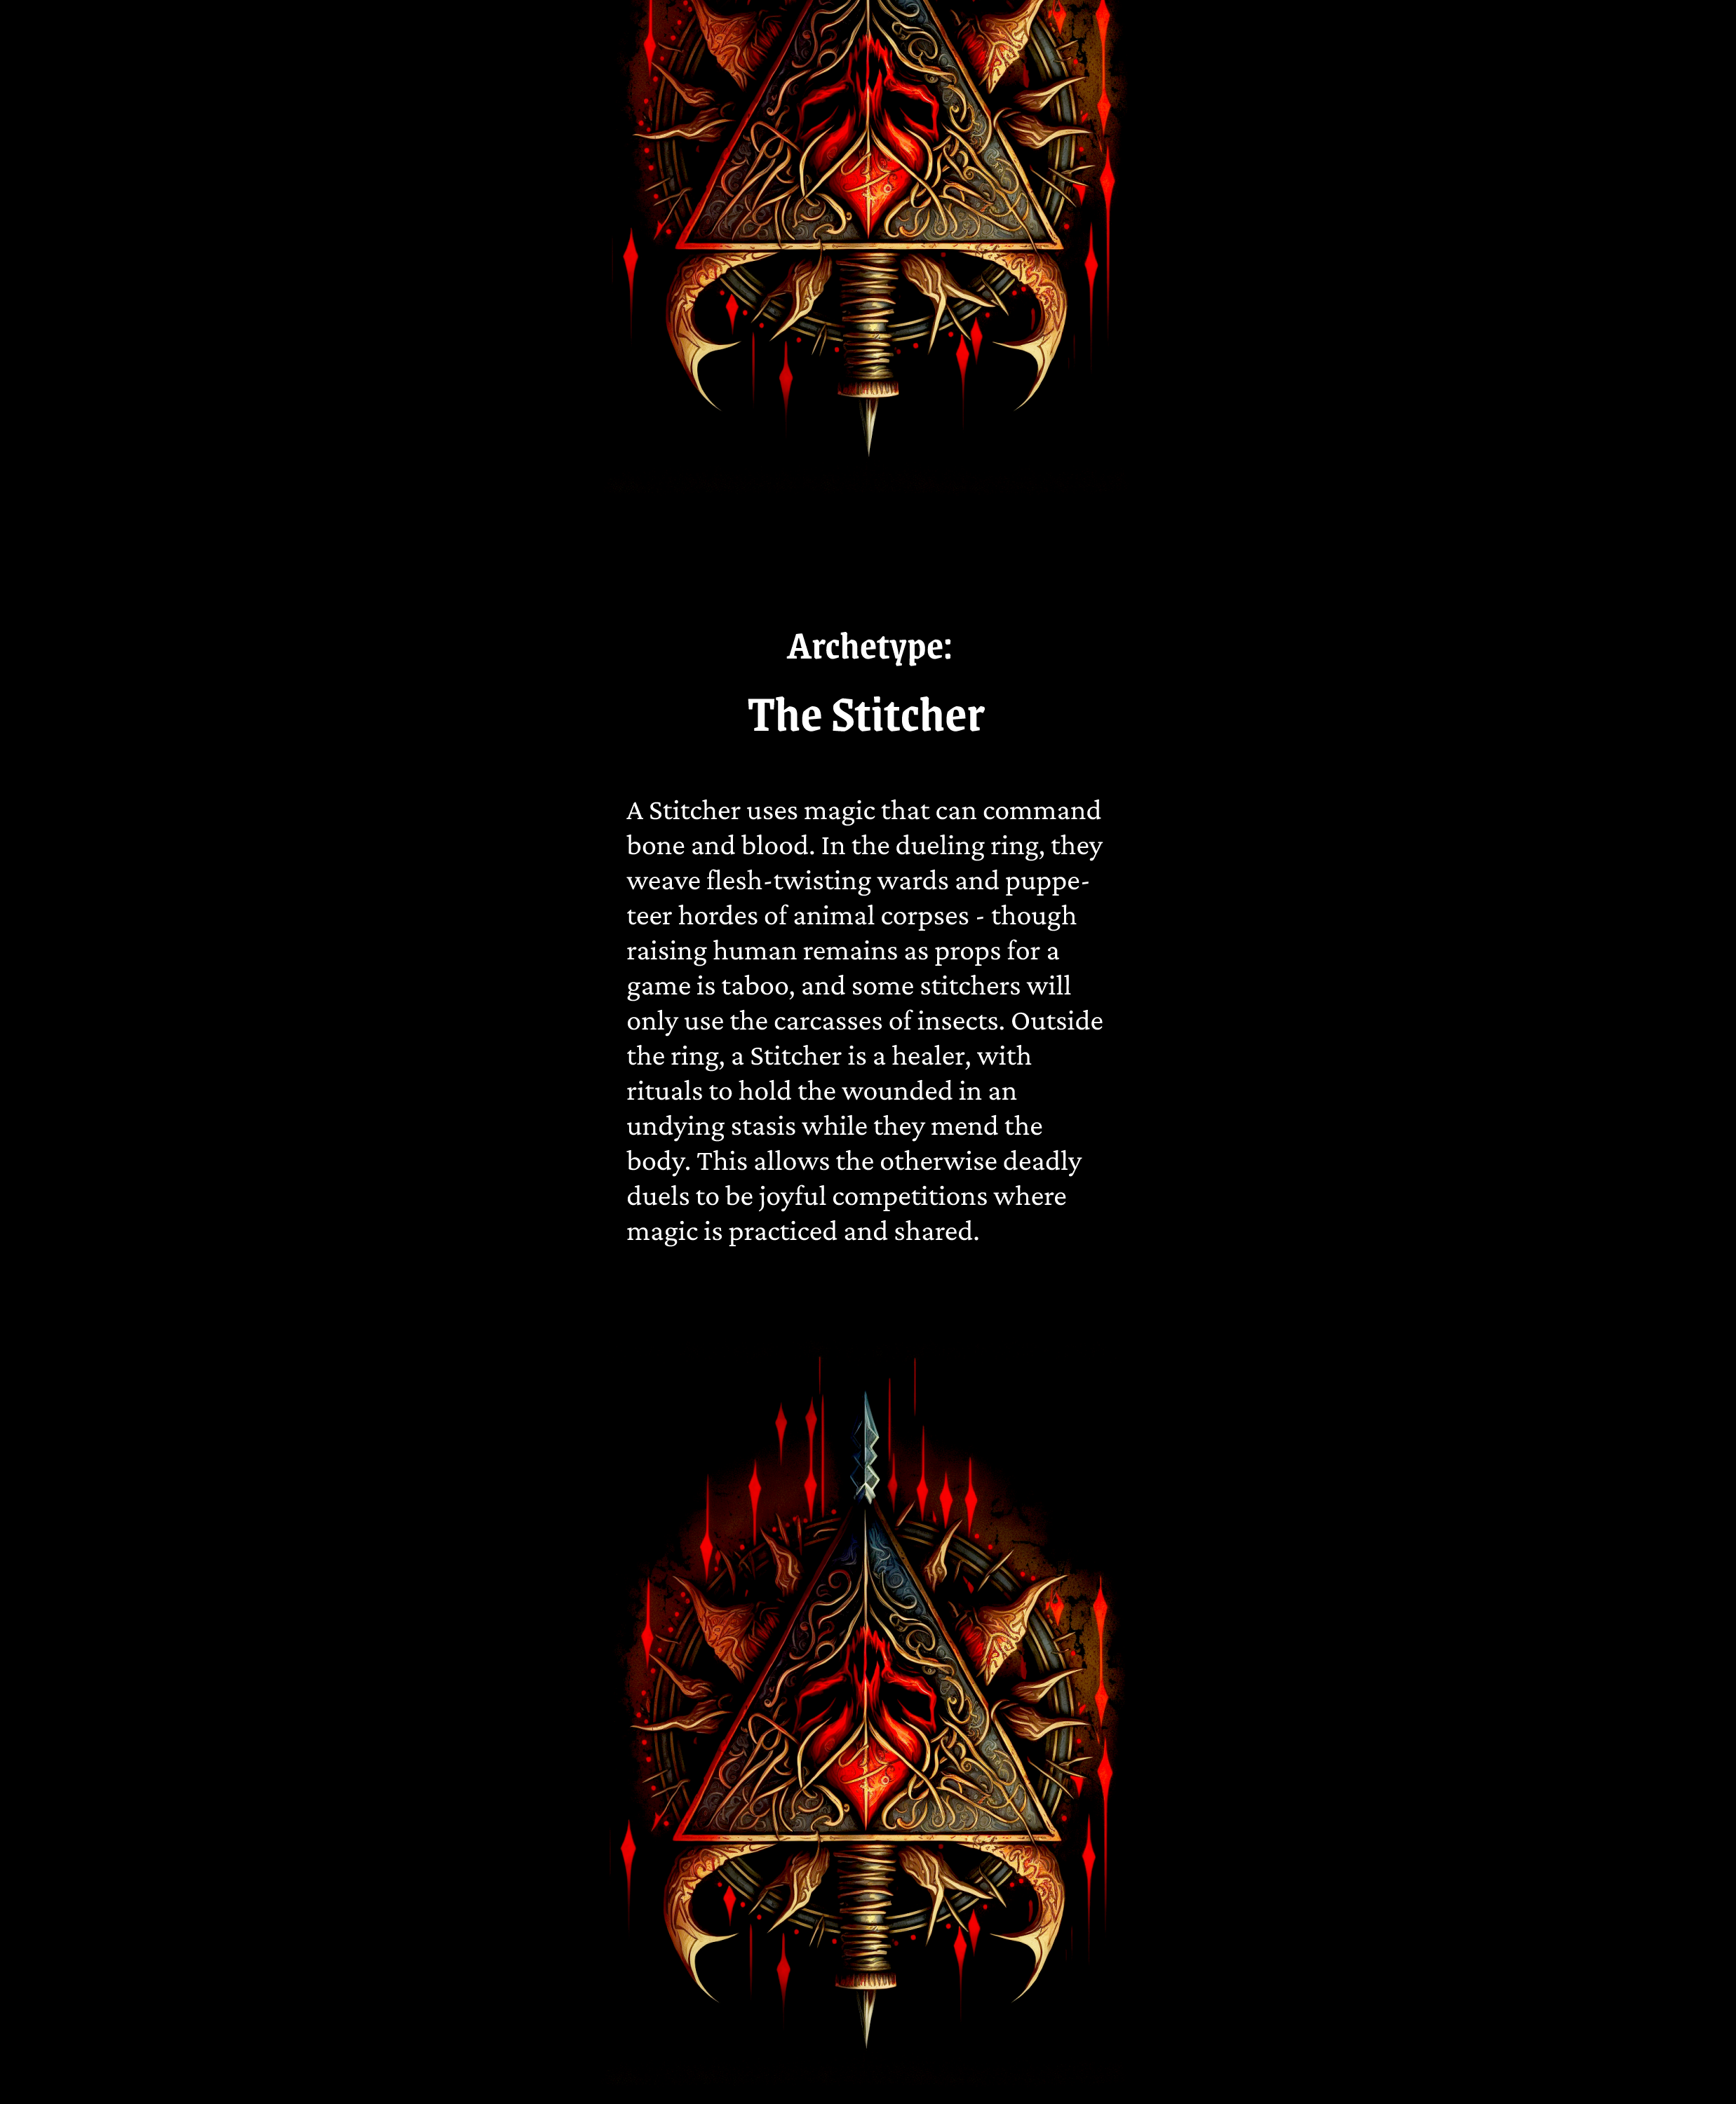 Archetype:
The Stitcher
A Stitcher uses magic that can command
bone and blood. In the dueling ring, they
weave flesh-twisting wards and puppe-
teer hordes of animal corpses - though
raising human remains as props for a
game is taboo, and some stitchers will
only use the carcasses of insects. Outside
the ring, a Stitcher is a healer, with
rituals to hold the wounded in an
undying stasis while they mend the
body. This allows the otherwise deadly
duels to be joyful competitions where
magic is practiced and shared.